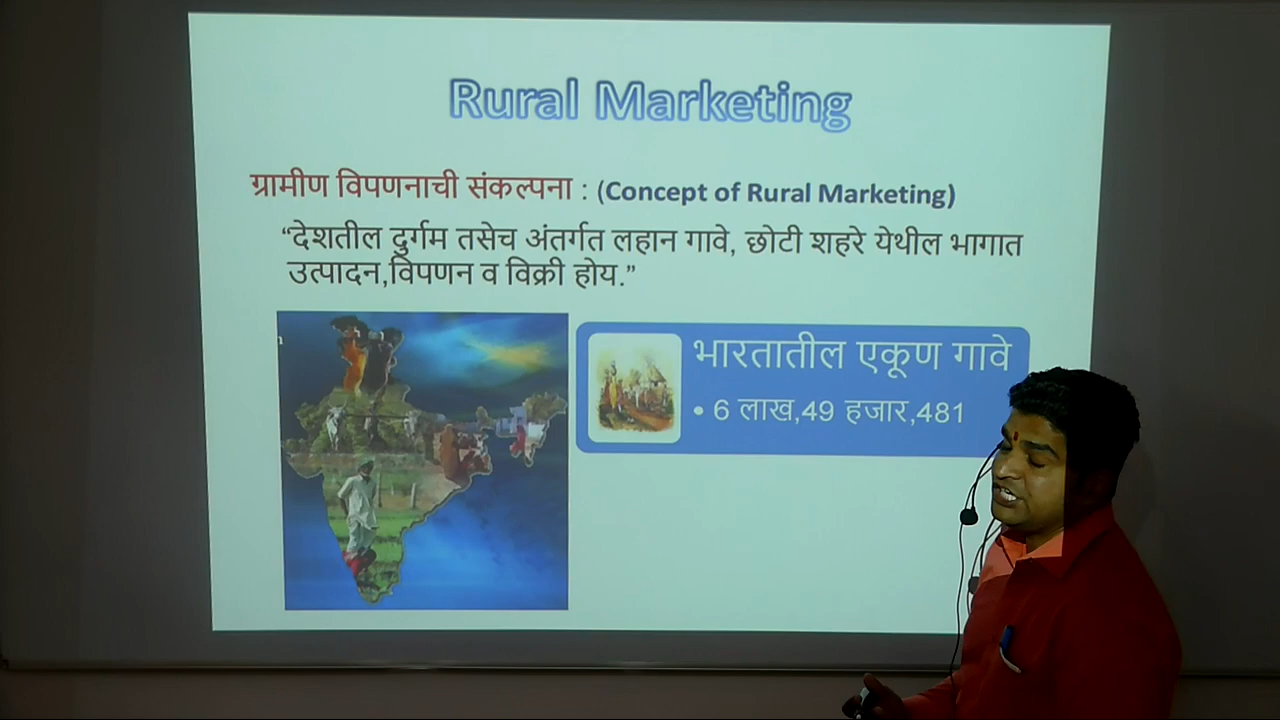 Rural Marketing
ग्रामीण विपणनाची संकल्पना : (Concept of Rural Marketing)
“देशतील दुर्गम तसेच अंतर्गत लहान गावे, छोटी शहरे येथील भागात
उत्पादन,विपणन व विक्री होय.”
भारतातील एकूण गावे
• 6 लाख,49 हजार,481